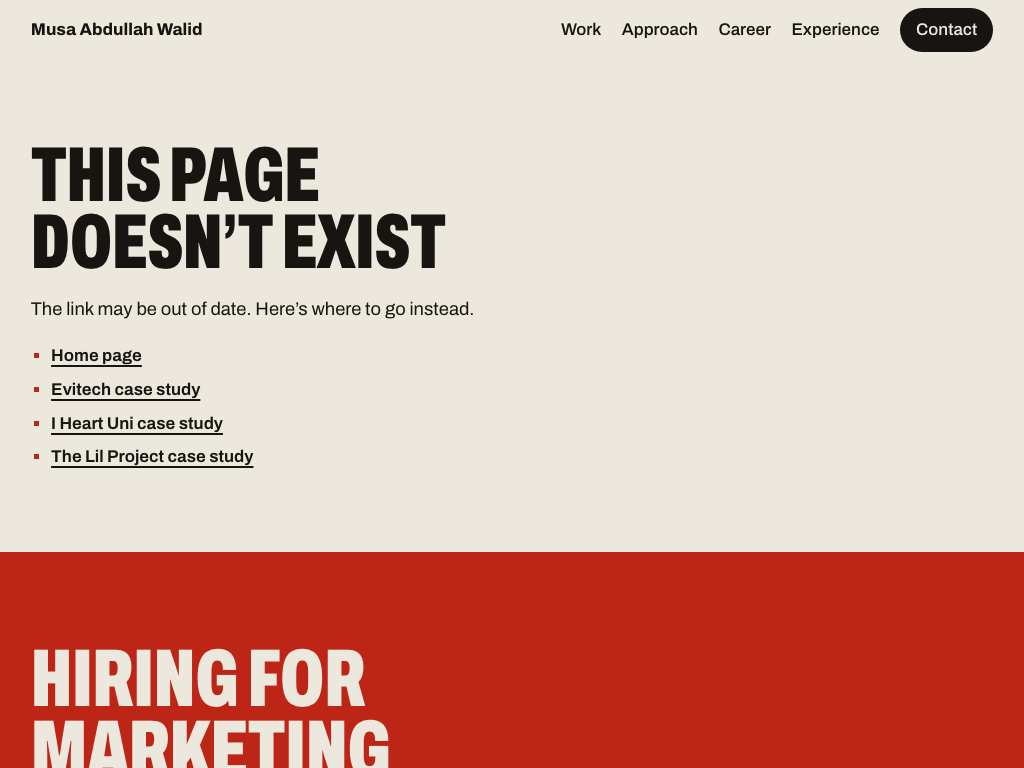 Musa Abdullah Walid
Work
Approach
Career
Experience
Contact
THIS PAGE
DOESN’T EXIST
The link may be out of date. Here’s where to go instead.
Home page
Evitech case study
I Heart Uni case study
The Lil Project case study
HIRING FOR
MARKETING